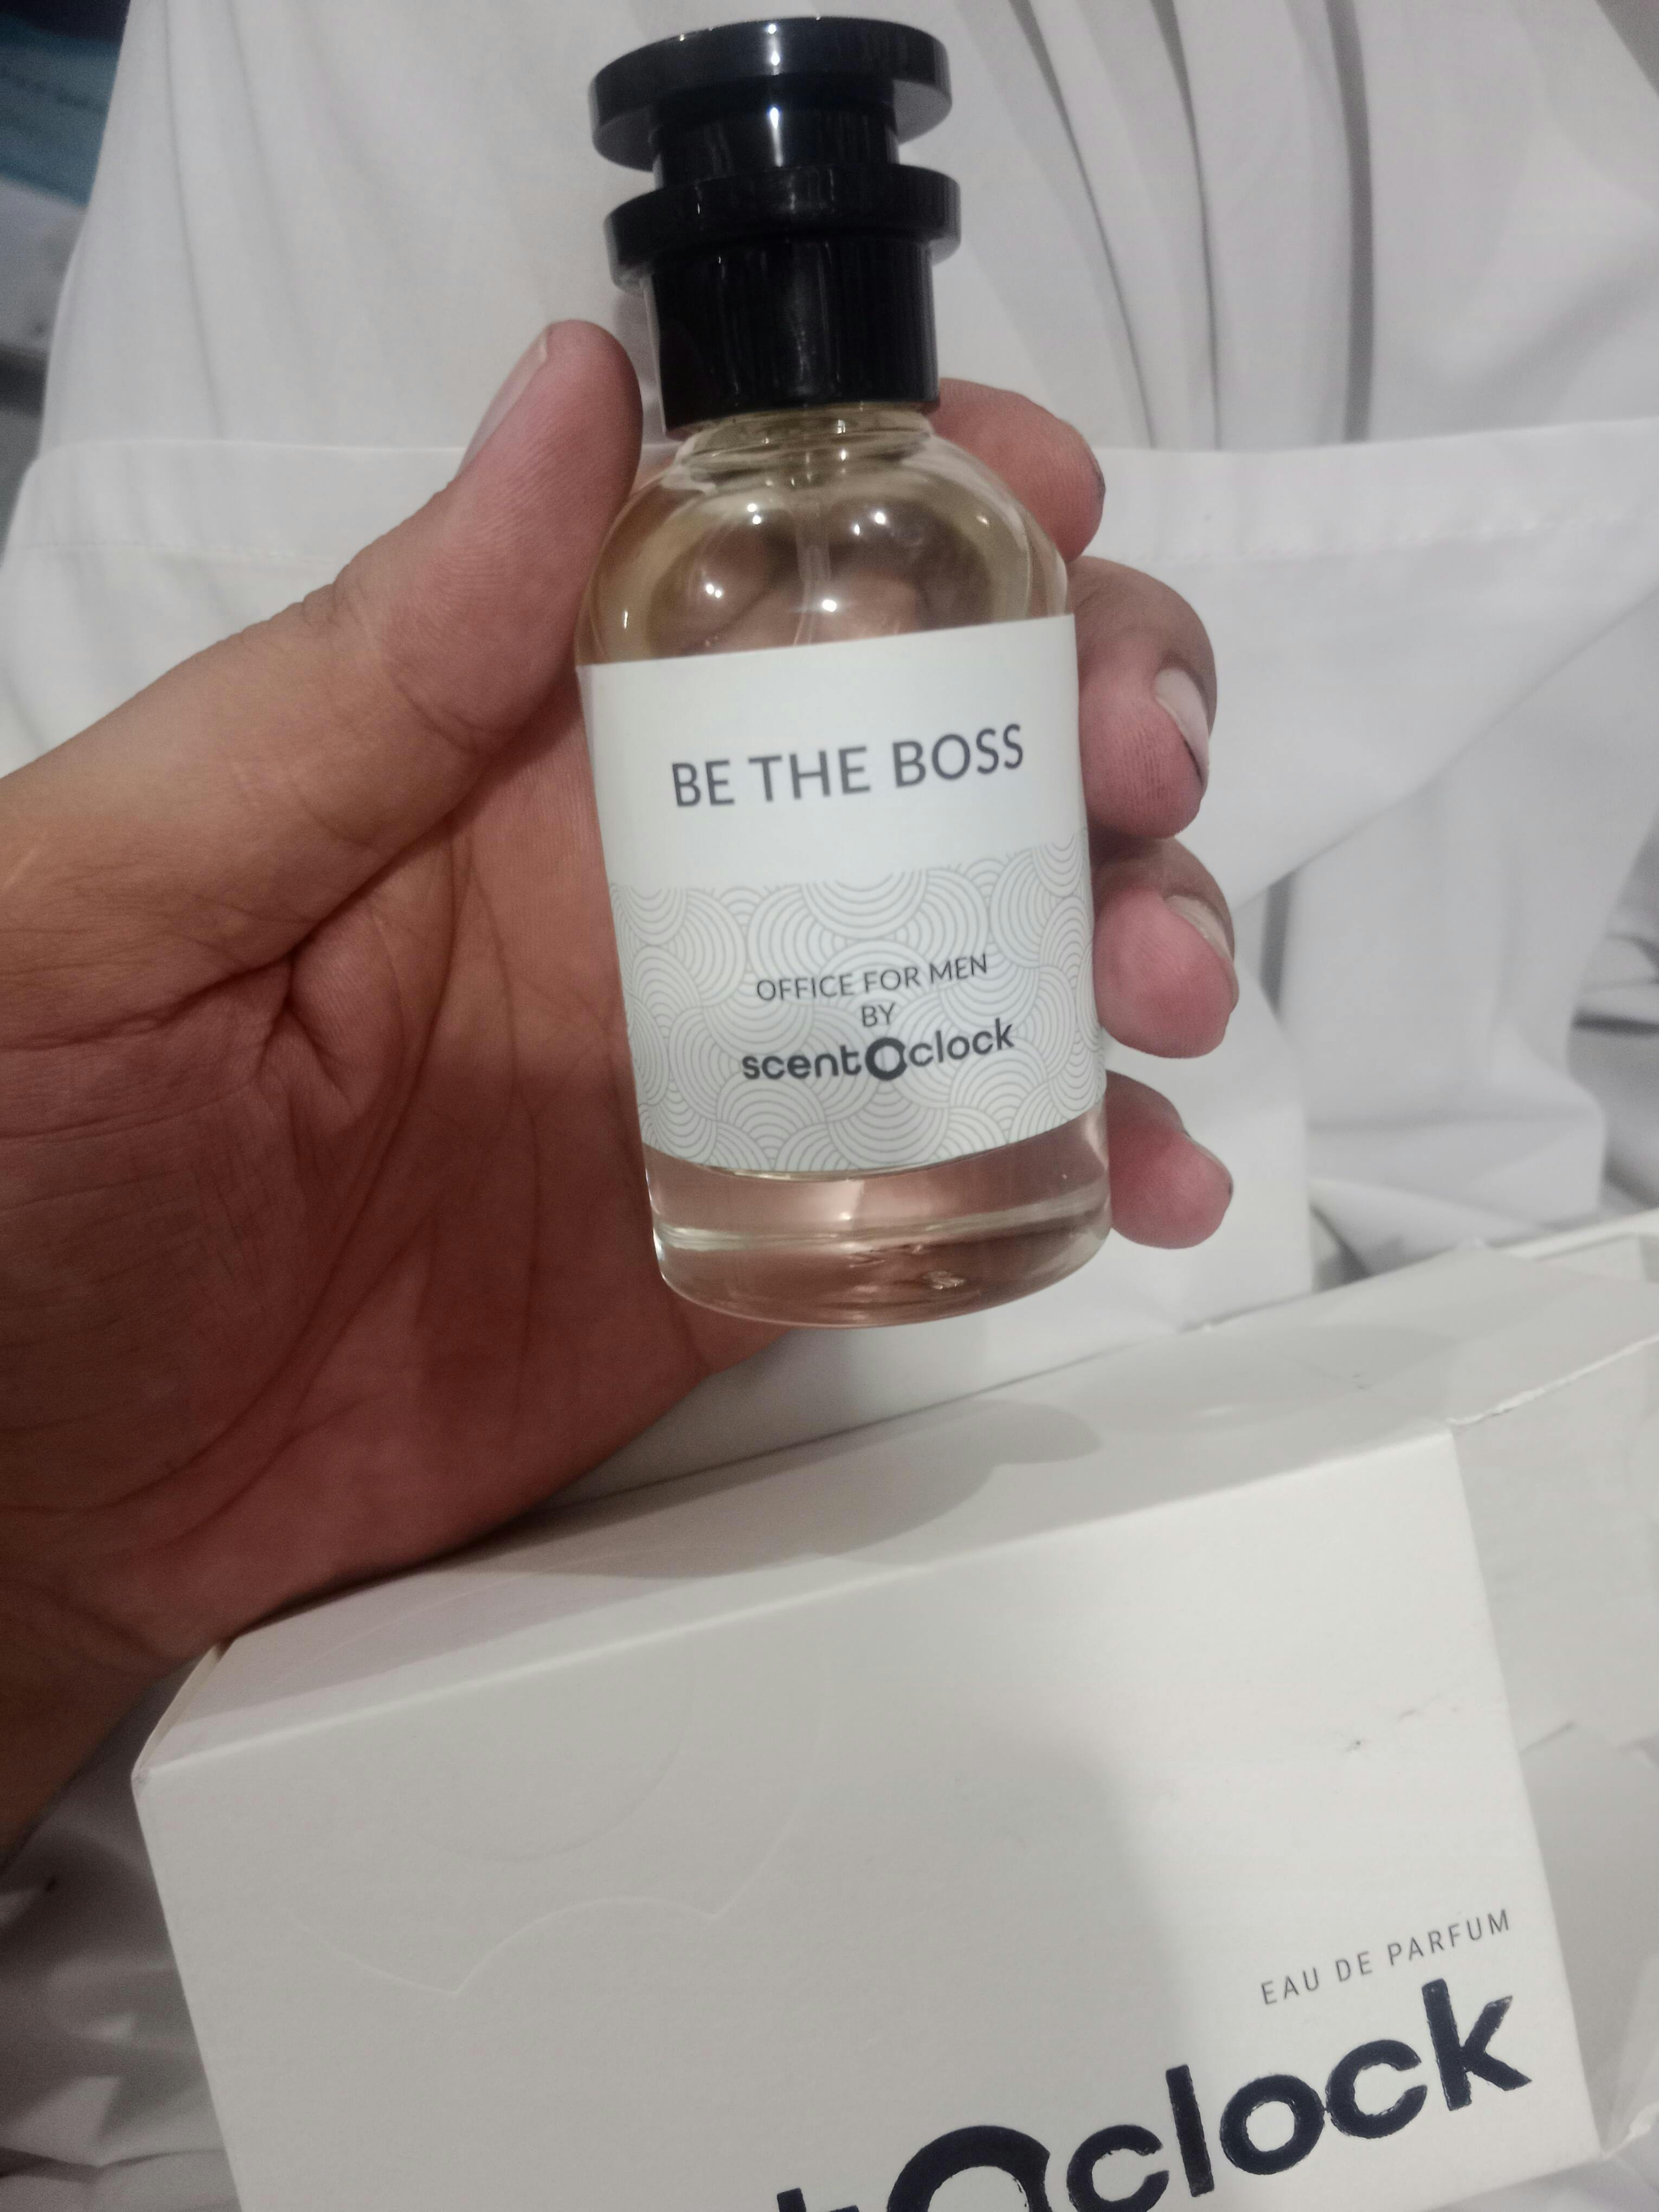 BE THE BOSS
OFFICE FOR MEN
BY
scentOclock
EAU DE PARFUM
tOclock